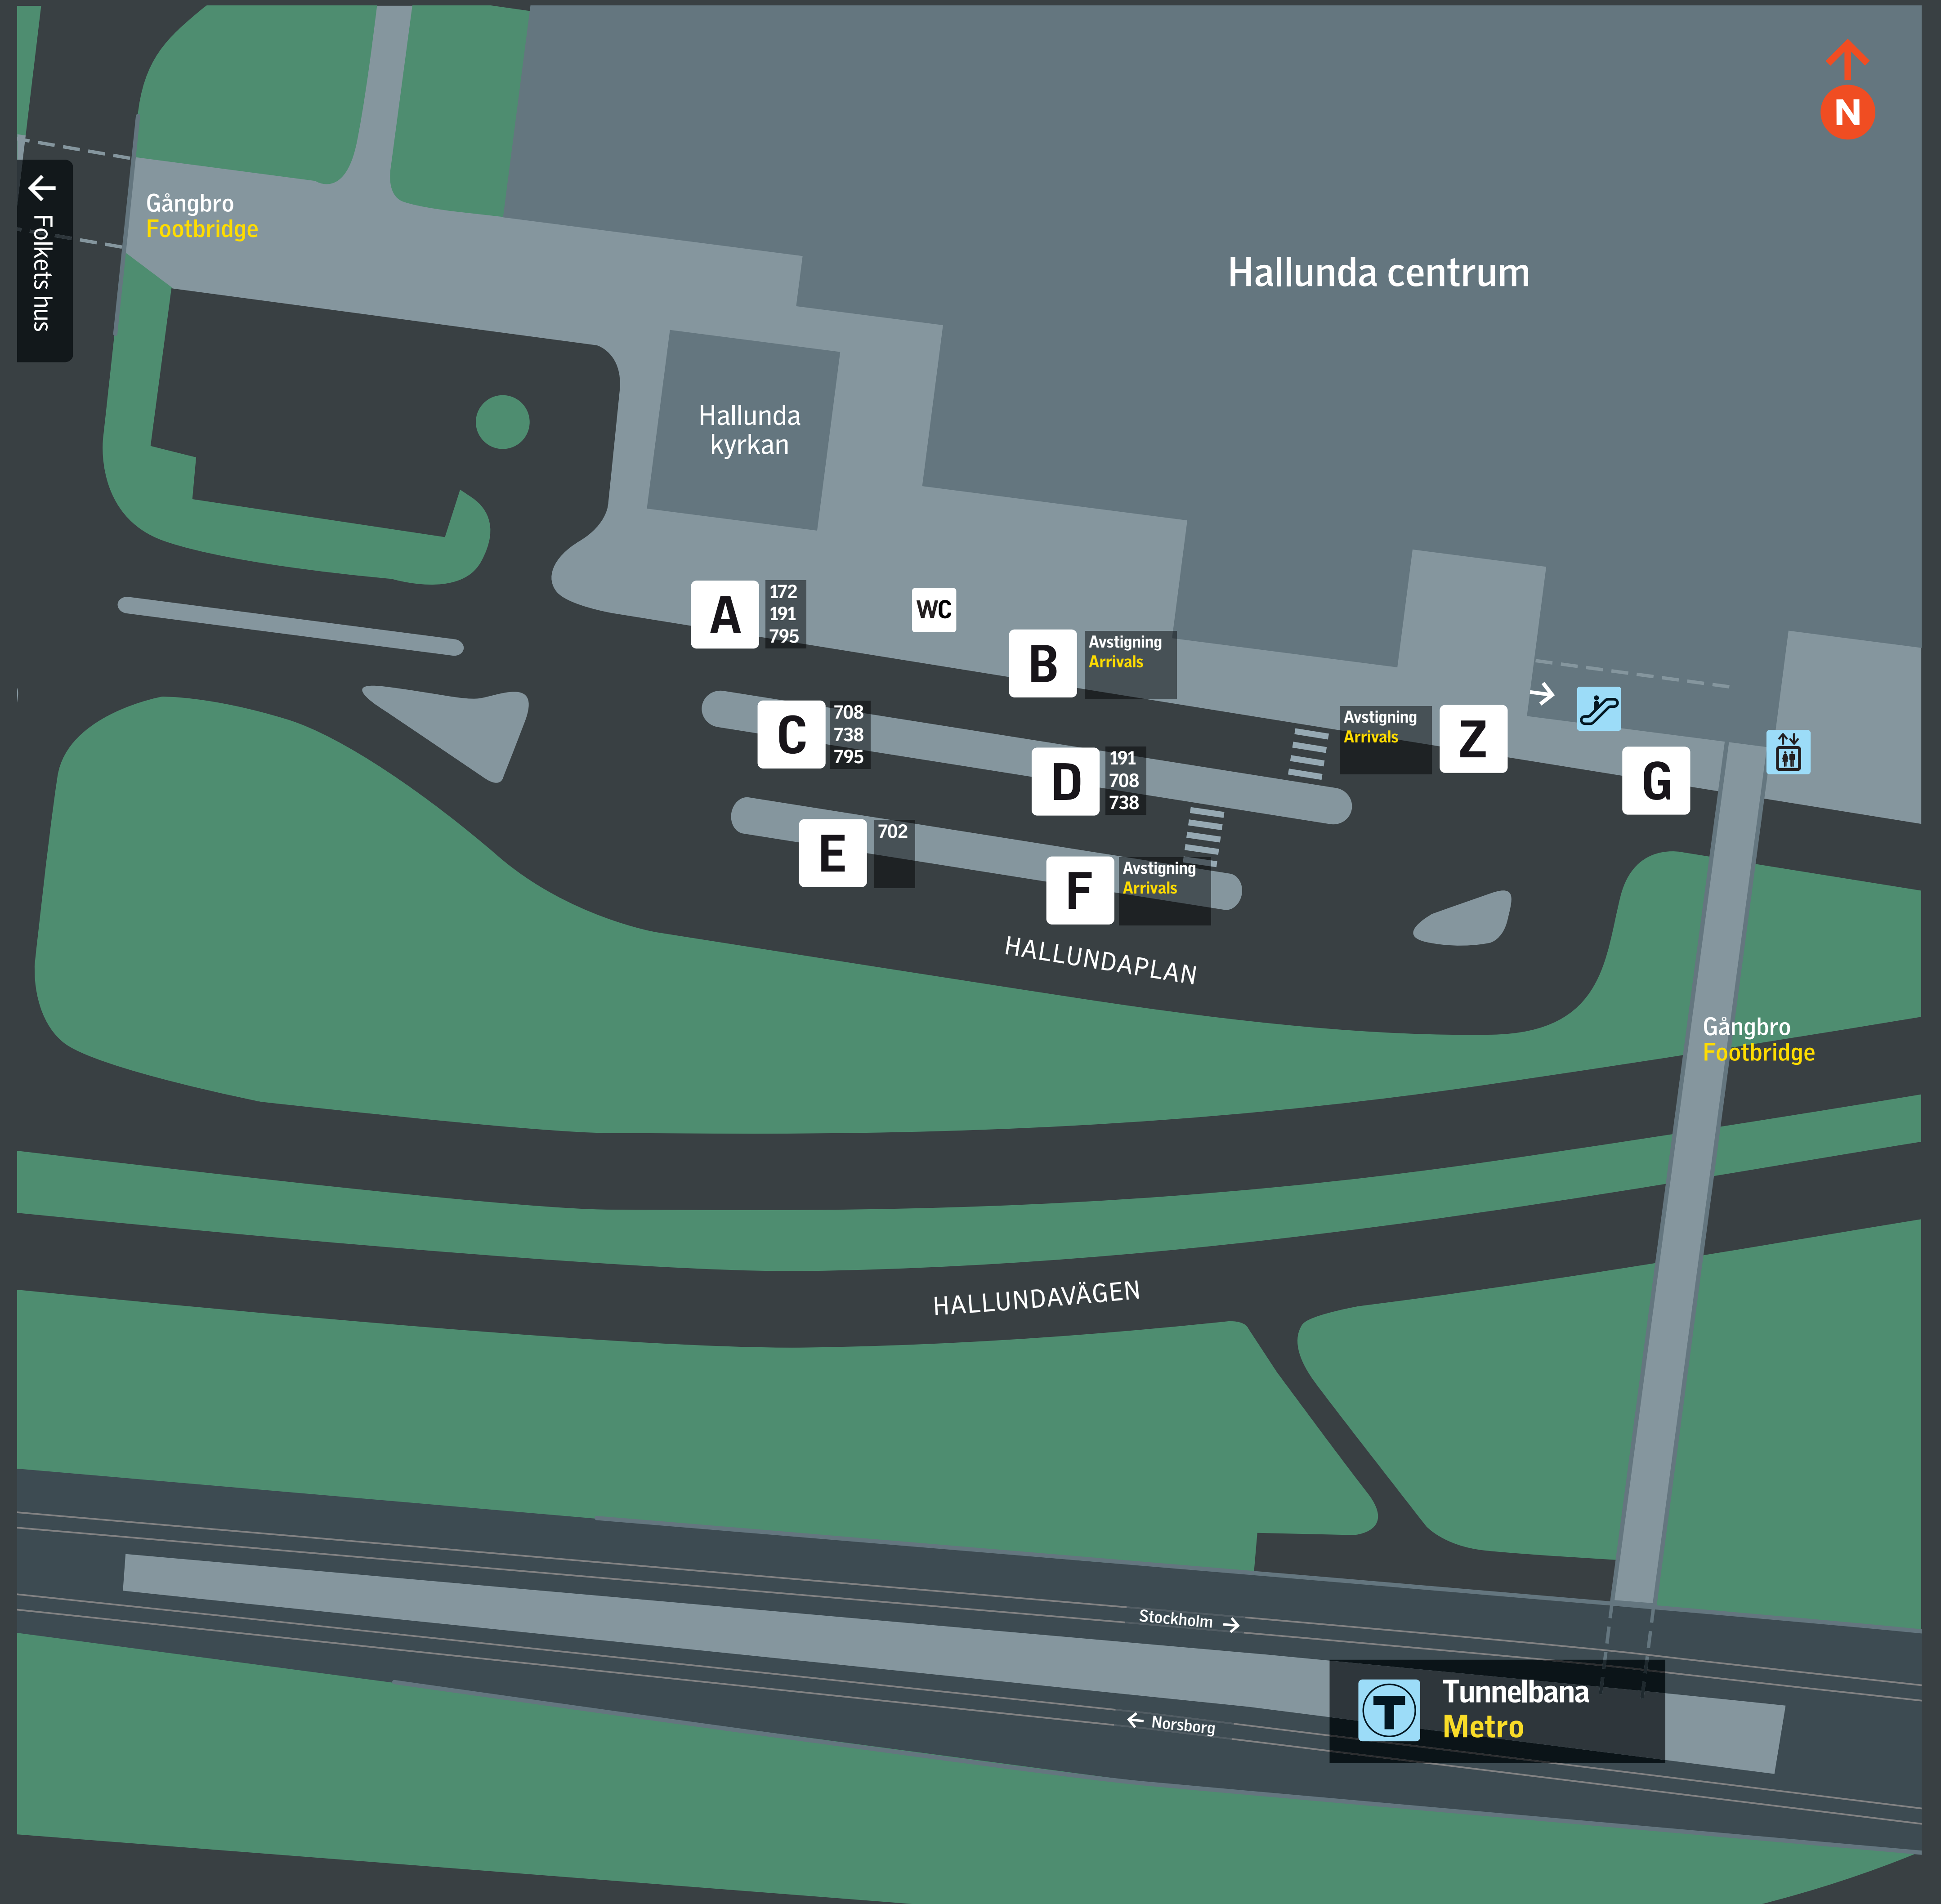 N
Gångbro
Footbridge
Folkets hus
Hallunda centrum
Hallunda
kyrkan
A
172
191
795
WC
B
Avstigning
Arrivals
C
708
738
795
D
191
708
738
Avstigning
Arrivals
Z
G
E
702
F
Avstigning
Arrivals
HALLUNDAPLAN
Gångbro
Footbridge
HALLUNDAVÄGEN
Stockholm
Norsborg
T
Tunnelbana
Metro